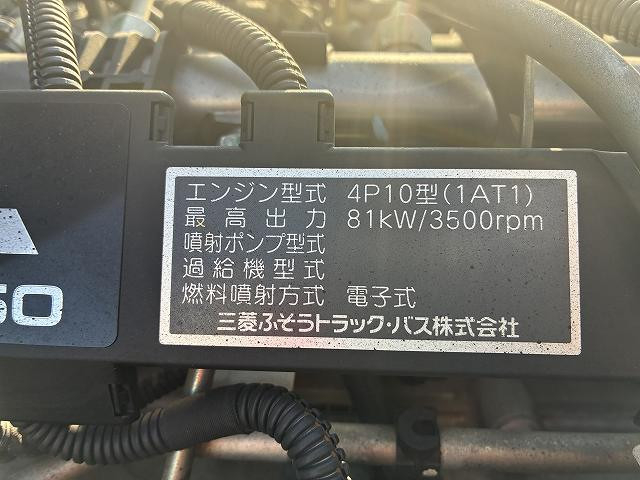 エンジン型式 4P10型(1AT1)
最高出力 81kW/3500rpm
噴射ポンプ型式
過給機型式
燃料噴射方式 電子式
三菱ふそうトラック・バス株式会社
50